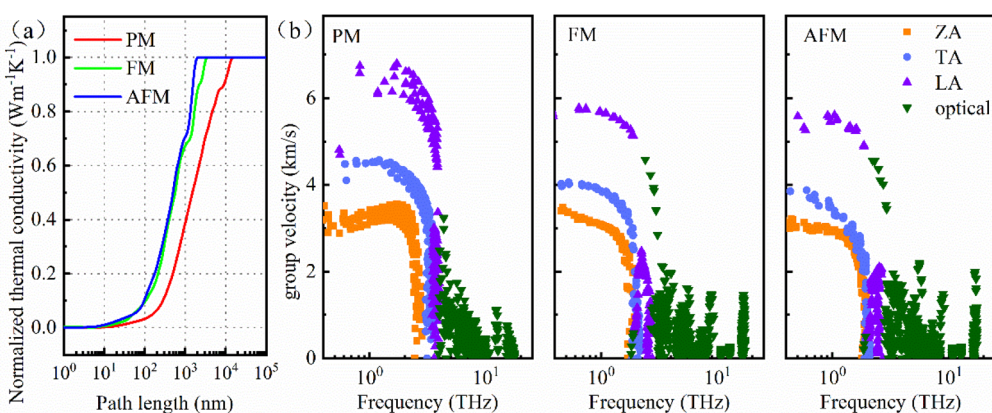 (a)
Normalized thermal conductivity (Wm⁻¹K⁻¹)
1.0
0.8
0.6
0.4
0.2
0.0
PM
FM
AFM
10⁰ 10¹ 10² 10³ 10⁴ 10⁵
Path length (nm)
(b)
group velocity (km/s)
8
6
4
2
0
PM
10⁰ 10¹
Frequency (THz)
FM
10⁰ 10¹
Frequency (THz)
AFM
ZA
TA
LA
optical
10⁰ 10¹
Frequency (THz)